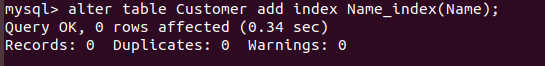 mysql> alter table Customer add index Name_index(Name);
Query OK, 0 rows affected (0.34 sec)
Records: 0  Duplicates: 0  Warnings: 0